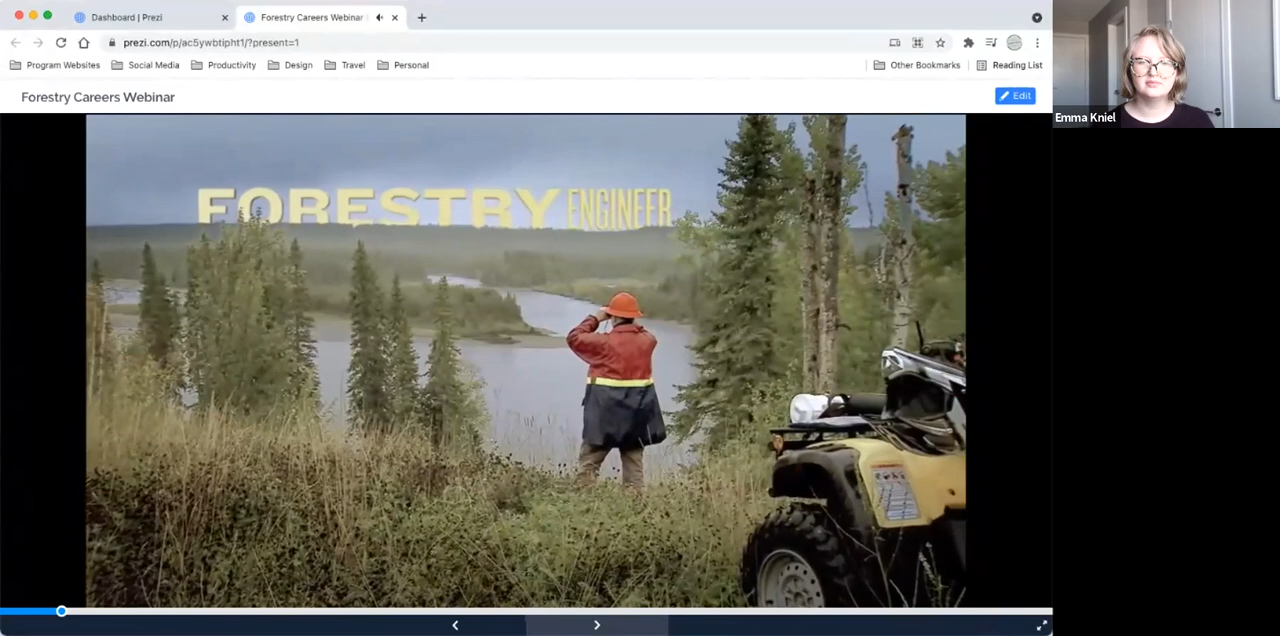 Dashboard | Prezi
Forestry Careers Webinar
prezi.com/p/ac5ywbtipht1/?present=1
Program Websites Social Media Productivity Design Travel Personal Other Bookmarks Reading List
Forestry Careers Webinar
Edit
Emma Kniel
FORESTRY ENGINEER